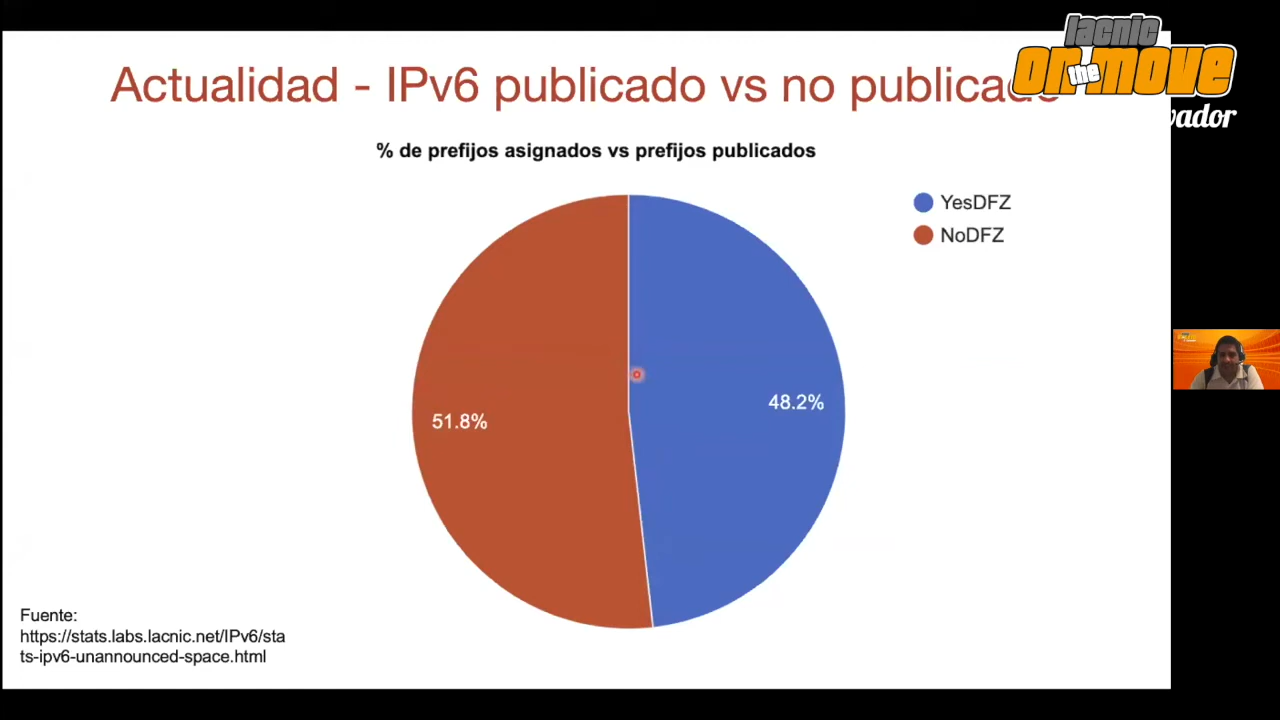 lacnic
on the move
Actualidad - IPv6 publicado vs no publicado
vador
% de prefijos asignados vs prefijos publicados
YesDFZ
NoDFZ
51.8%
48.2%
Fuente:
https://stats.labs.lacnic.net/IPv6/sta
ts-ipv6-unannounced-space.html